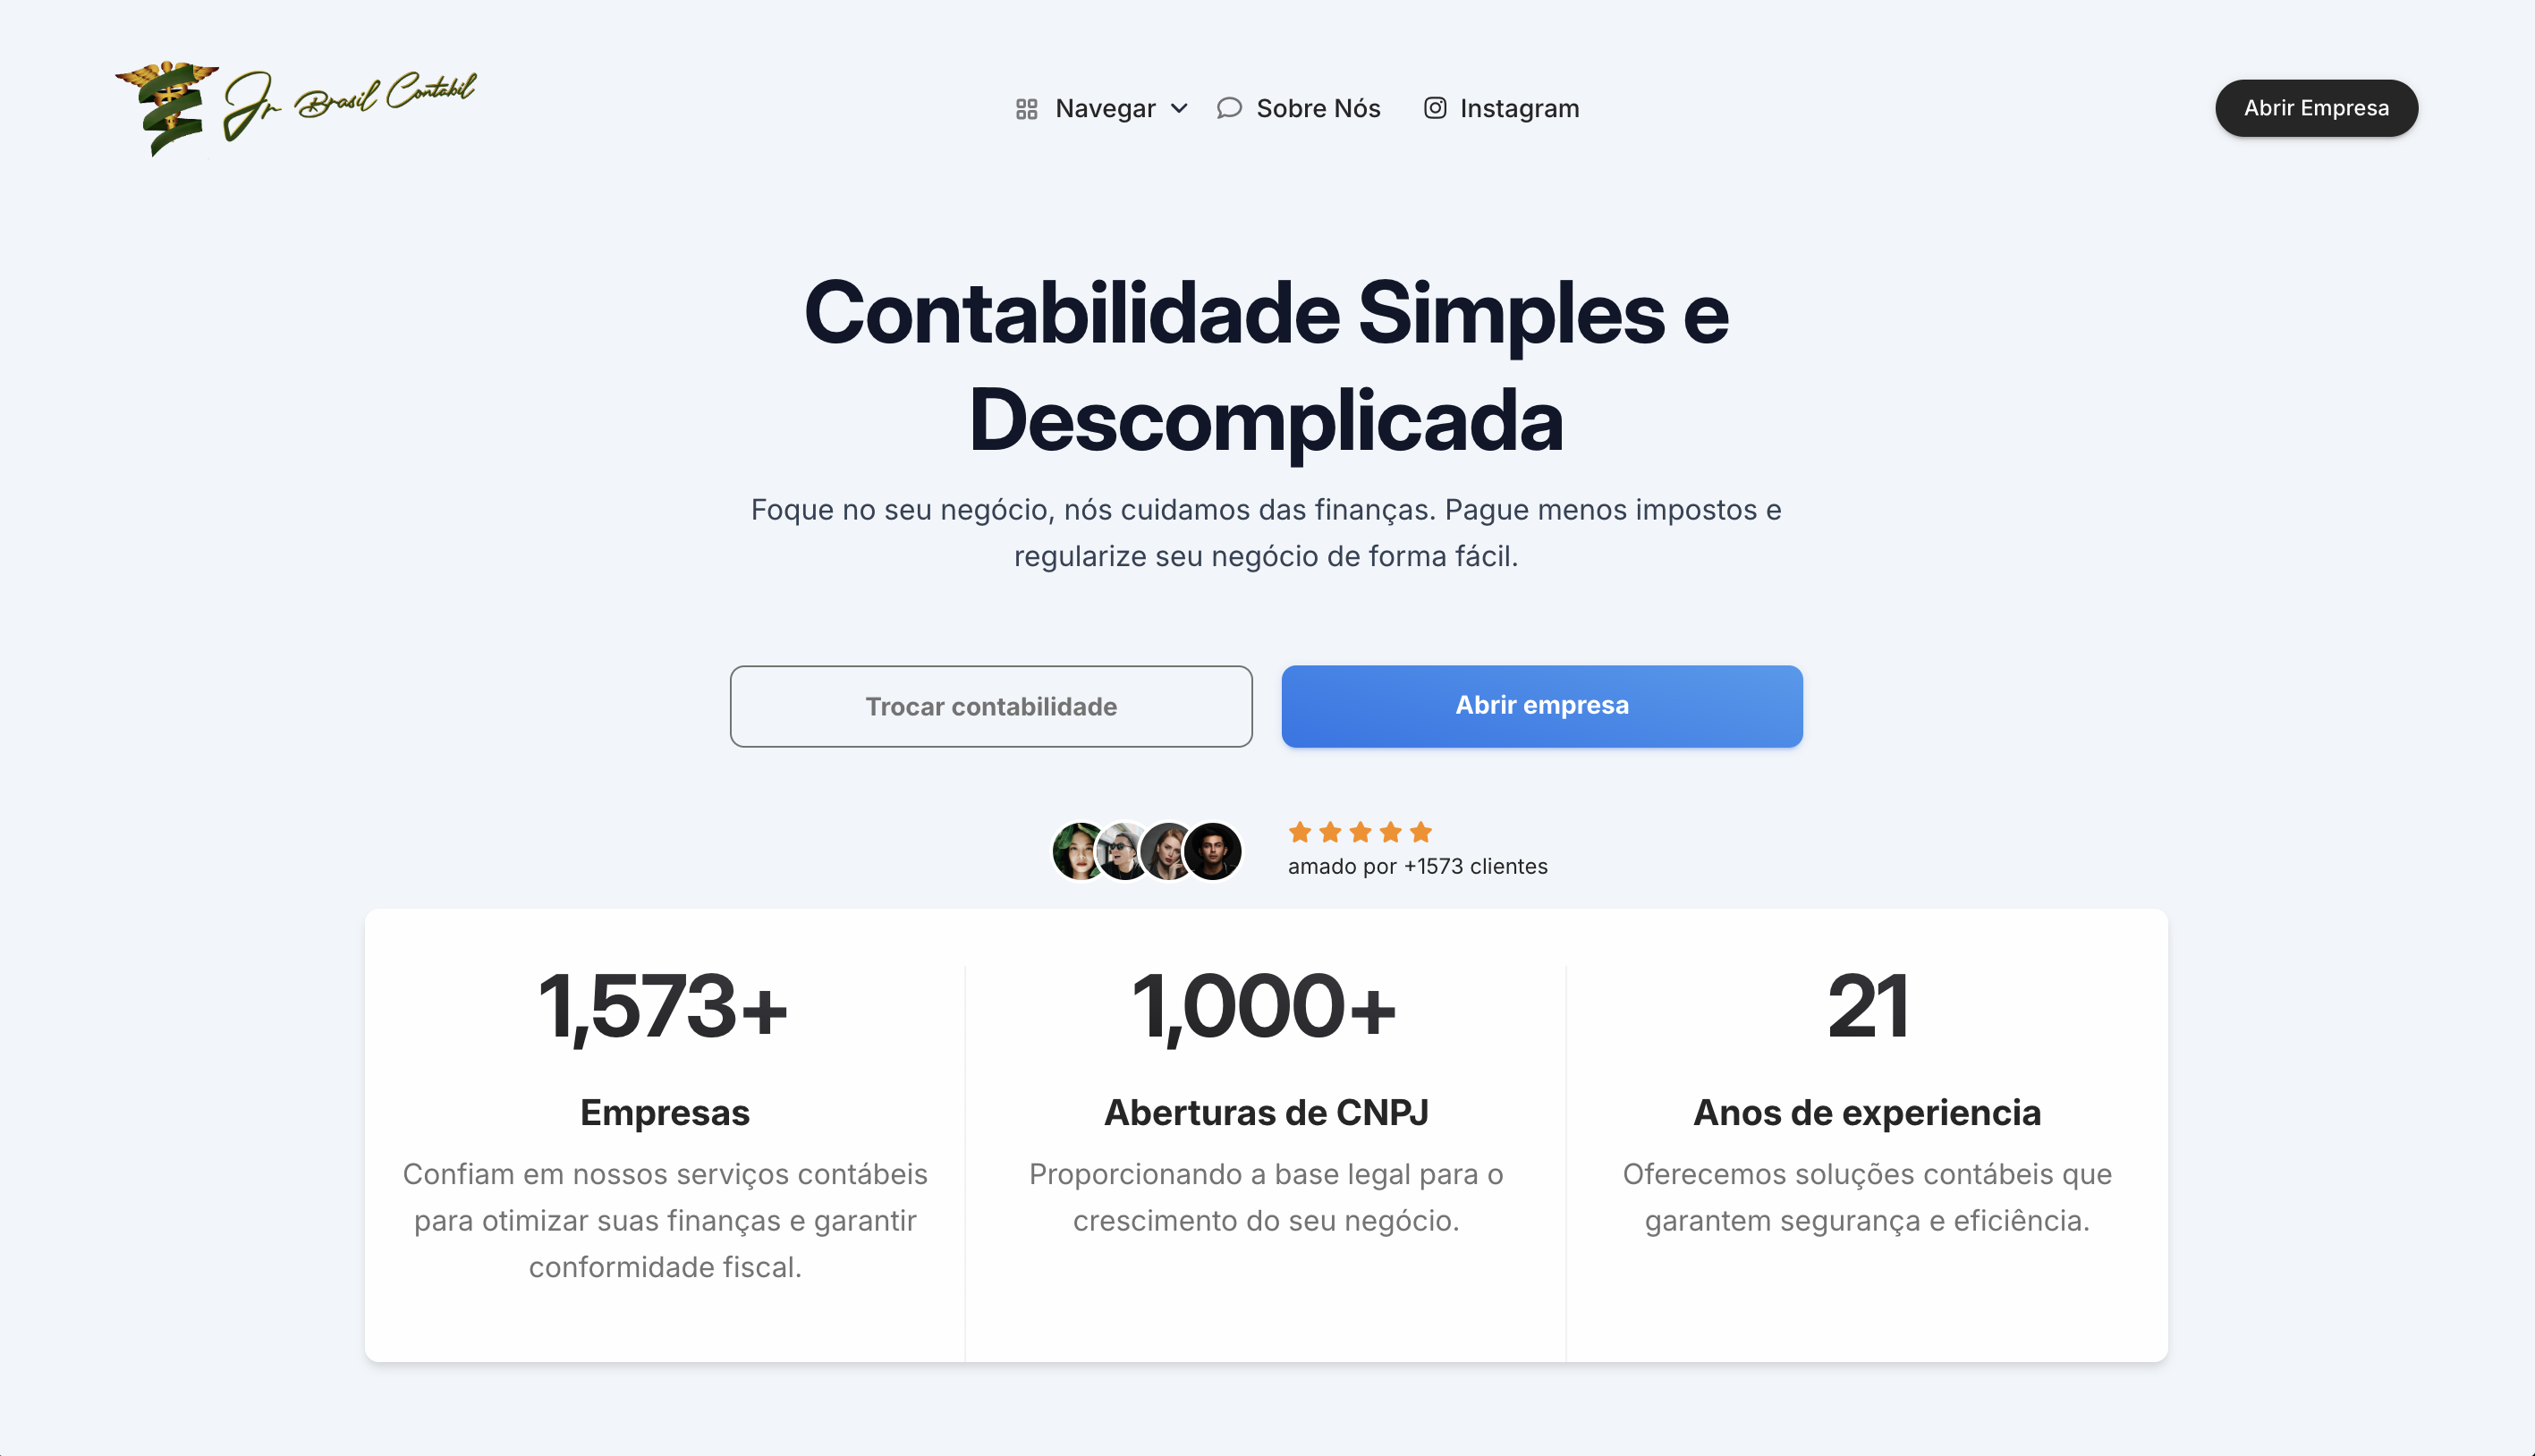 Jr Brasil Contabil
Navegar
Sobre Nós
Instagram
Abrir Empresa
Contabilidade Simples e
Descomplicada
Foque no seu negócio, nós cuidamos das finanças. Pague menos impostos e
regularize seu negócio de forma fácil.
Trocar contabilidade
Abrir empresa
amado por +1573 clientes
1,573+
Empresas
Confiam em nossos serviços contábeis
para otimizar suas finanças e garantir
conformidade fiscal.
1,000+
Aberturas de CNPJ
Proporcionando a base legal para o
crescimento do seu negócio.
21
Anos de experiencia
Oferecemos soluções contábeis que
garantem segurança e eficiência.